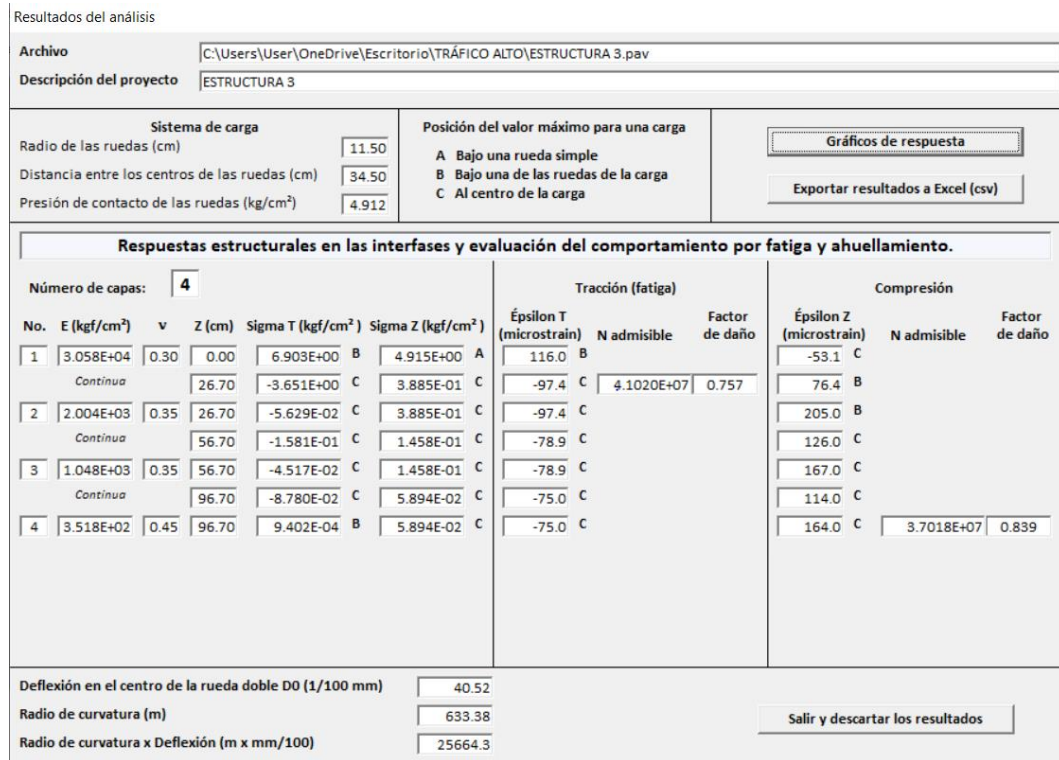 Resultados del análisis
Archivo C:\Users\User\OneDrive\Escritorio\TRÁFICO ALTO\ESTRUCTURA 3.pav
Descripción del proyecto ESTRUCTURA 3
Sistema de carga
Radio de las ruedas (cm) 11.50
Distancia entre los centros de las ruedas (cm) 34.50
Presión de contacto de las ruedas (kg/cm²) 4.912
Posición del valor máximo para una carga
A Bajo una rueda simple
B Bajo una de las ruedas de la carga
C Al centro de la carga
Gráficos de respuesta
Exportar resultados a Excel (csv)
Respuestas estructurales en las interfases y evaluación del comportamiento por fatiga y ahuellamiento.
Número de capas: 4
Tracción (fatiga)
Compresión
No. E (kgf/cm²) v Z (cm) Sigma T (kgf/cm²) Sigma Z (kgf/cm²) Épsilon T (microstrain) N admisible Factor de daño Épsilon Z (microstrain) N admisible Factor de daño
1 3.058E+04 0.30 0.00 6.903E+00 B 4.915E+00 A 116.0 B -53.1 C
Continua 26.70 -3.651E+00 C 3.885E-01 C -97.4 C 4.1020E+07 0.757 76.4 B
2 2.004E+03 0.35 26.70 -5.629E-02 C 3.885E-01 C -97.4 C 205.0 B
Continua 56.70 -1.581E-01 C 1.458E-01 C -78.9 C 126.0 C
3 1.048E+03 0.35 56.70 -4.517E-02 C 1.458E-01 C -78.9 C 167.0 C
Continua 96.70 -8.780E-02 C 5.894E-02 C -75.0 C 114.0 C
4 3.518E+02 0.45 96.70 9.402E-04 B 5.894E-02 C -75.0 C 164.0 C 3.7018E+07 0.839
Deflexión en el centro de la rueda doble D0 (1/100 mm) 40.52
Radio de curvatura (m) 633.38
Radio de curvatura x Deflexión (m x mm/100) 25664.3
Salir y descartar los resultados